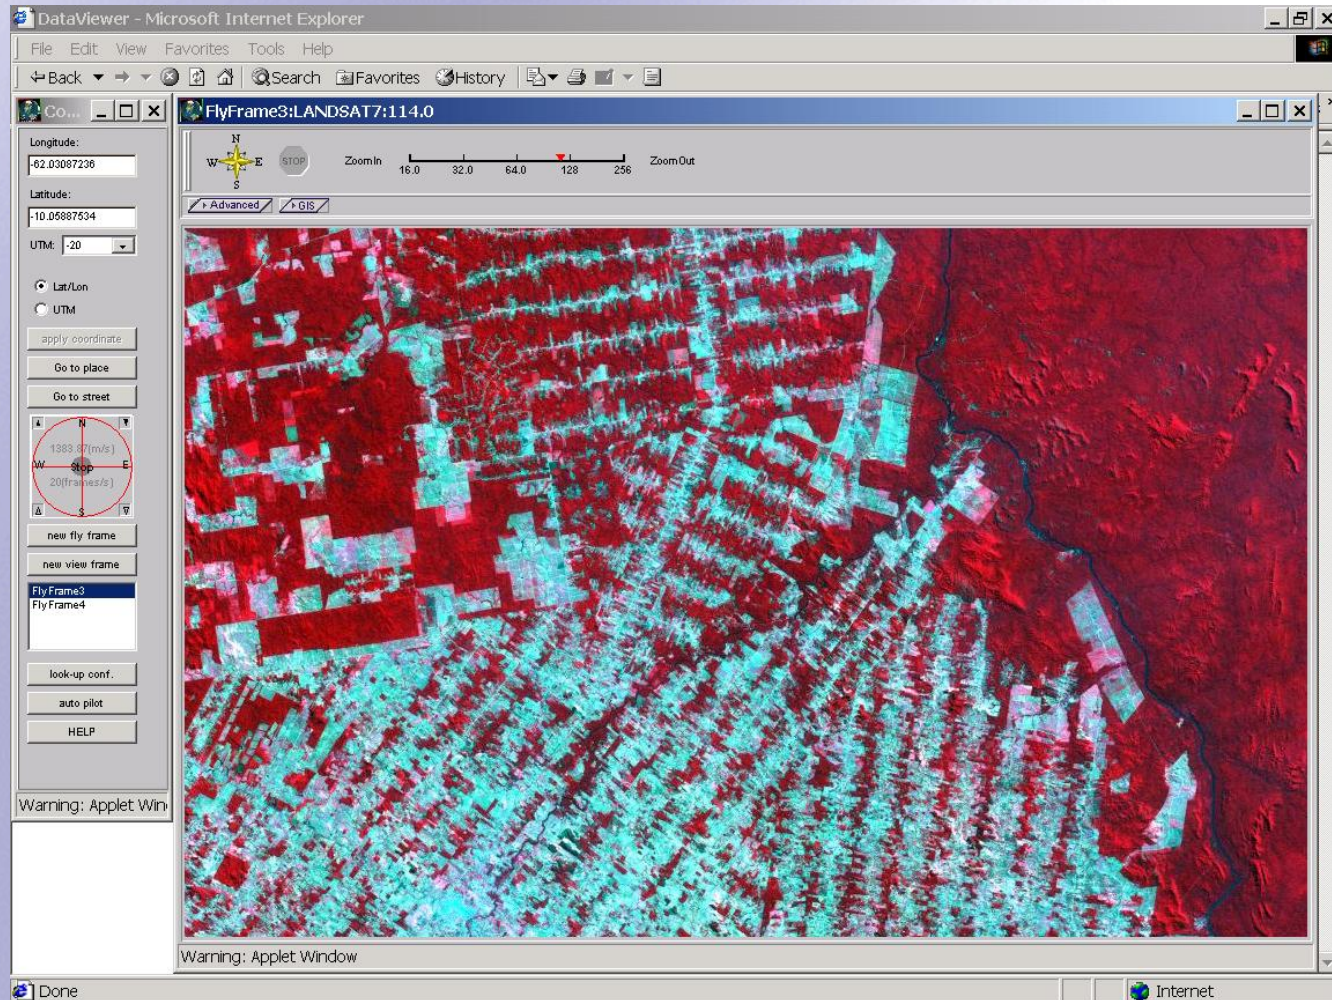 DataViewer - Microsoft Internet Explorer
File Edit View Favorites Tools Help
Back Search Favorites History
Co...
Longitude:
-62.03087236
Latitude:
-10.05887534
UTM: -20
Lat/Lon
UTM
apply coordinate
Go to place
Go to street
N
1383.87(m/s)
W Stop E
20(frames/s)
S
new fly frame
new view frame
FlyFrame3
FlyFrame4
look-up conf.
auto pilot
HELP
Warning: Applet Win
FlyFrame3:LANDSAT7:114.0
N
W E
S
STOP
Zoom In
16.0 32.0 64.0 128 256
Zoom Out
Advanced GIS
Warning: Applet Window
Done
Internet